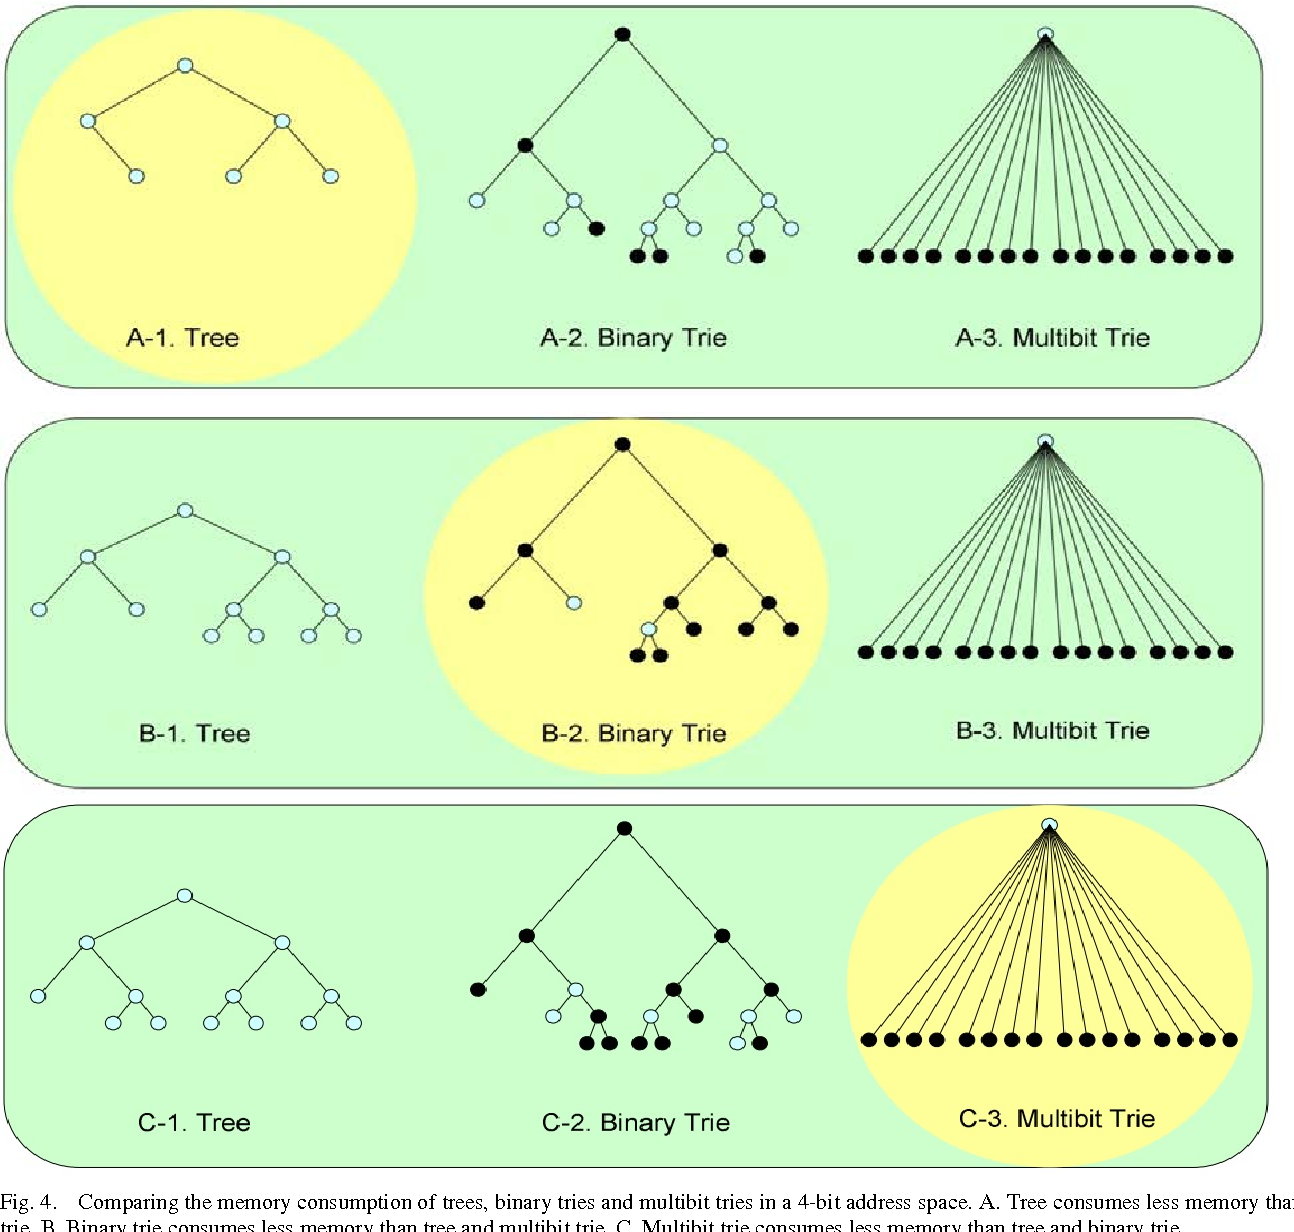 A-1. Tree
A-2. Binary Trie
A-3. Multibit Trie
B-1. Tree
B-2. Binary Trie
B-3. Multibit Trie
C-1. Tree
C-2. Binary Trie
C-3. Multibit Trie
Fig. 4. Comparing the memory consumption of trees, binary tries and multibit tries in a 4-bit address space. A. Tree consumes less memory
trie. B. Binary trie consumes less memory than tree and multibit trie. C. Multibit trie consumes less memory than tree and binary trie.